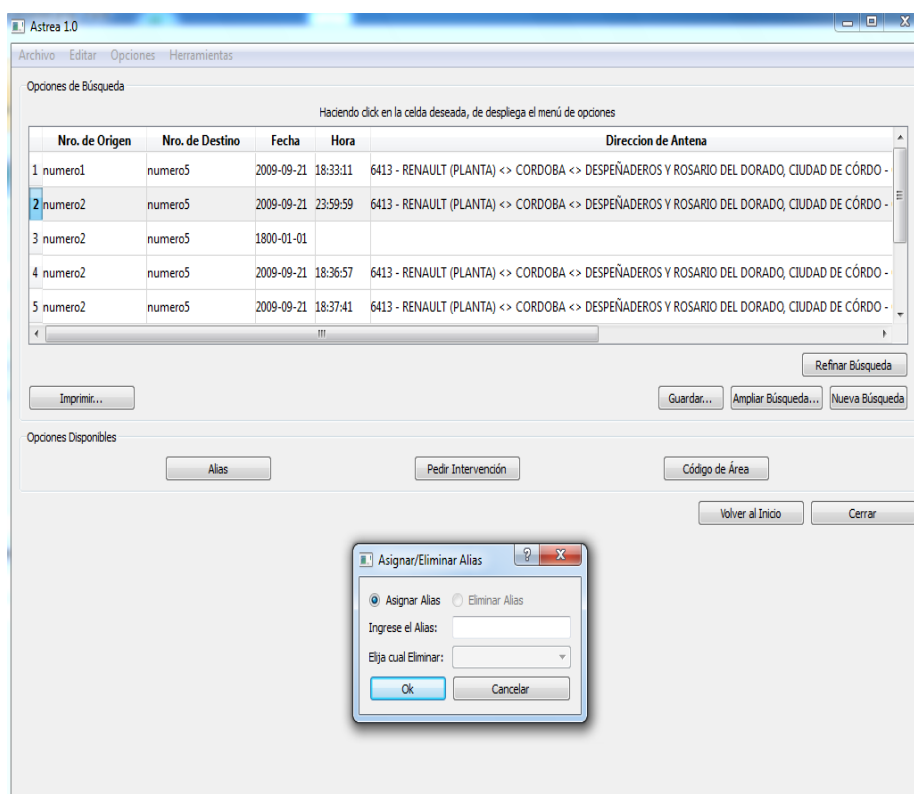 Astrea 1.0
Archivo Editar Opciones Herramientas
Opciones de Búsqueda
Haciendo click en la celda deseada, de despliega el menú de opciones
Nro. de Origen Nro. de Destino Fecha Hora Direccion de Antena
1 numero1 numero5 2009-09-21 18:33:11 6413 - RENAULT (PLANTA) <> CORDOBA <> DESPEÑADEROS Y ROSARIO DEL DORADO, CIUDAD DE CÓRDO -
2 numero2 numero5 2009-09-21 23:59:59 6413 - RENAULT (PLANTA) <> CORDOBA <> DESPEÑADEROS Y ROSARIO DEL DORADO, CIUDAD DE CÓRDO -
3 numero2 numero5 1800-01-01
4 numero2 numero5 2009-09-21 18:36:57 6413 - RENAULT (PLANTA) <> CORDOBA <> DESPEÑADEROS Y ROSARIO DEL DORADO, CIUDAD DE CÓRDO -
5 numero2 numero5 2009-09-21 18:37:41 6413 - RENAULT (PLANTA) <> CORDOBA <> DESPEÑADEROS Y ROSARIO DEL DORADO, CIUDAD DE CÓRDO -
Refinar Búsqueda
Imprimir... Guardar... Ampliar Búsqueda... Nueva Búsqueda
Opciones Disponibles
Alias Pedir Intervención Código de Área
Volver al Inicio Cerrar
Asignar/Eliminar Alias
Asignar Alias Eliminar Alias
Ingrese el Alias:
Elija cual Eliminar:
Ok Cancelar